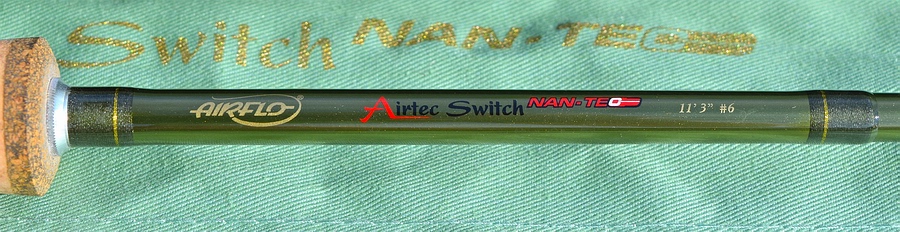 Switch NAN-TEC
AIRFLO Airtec Switch NAN-TEC 11' 3" #6